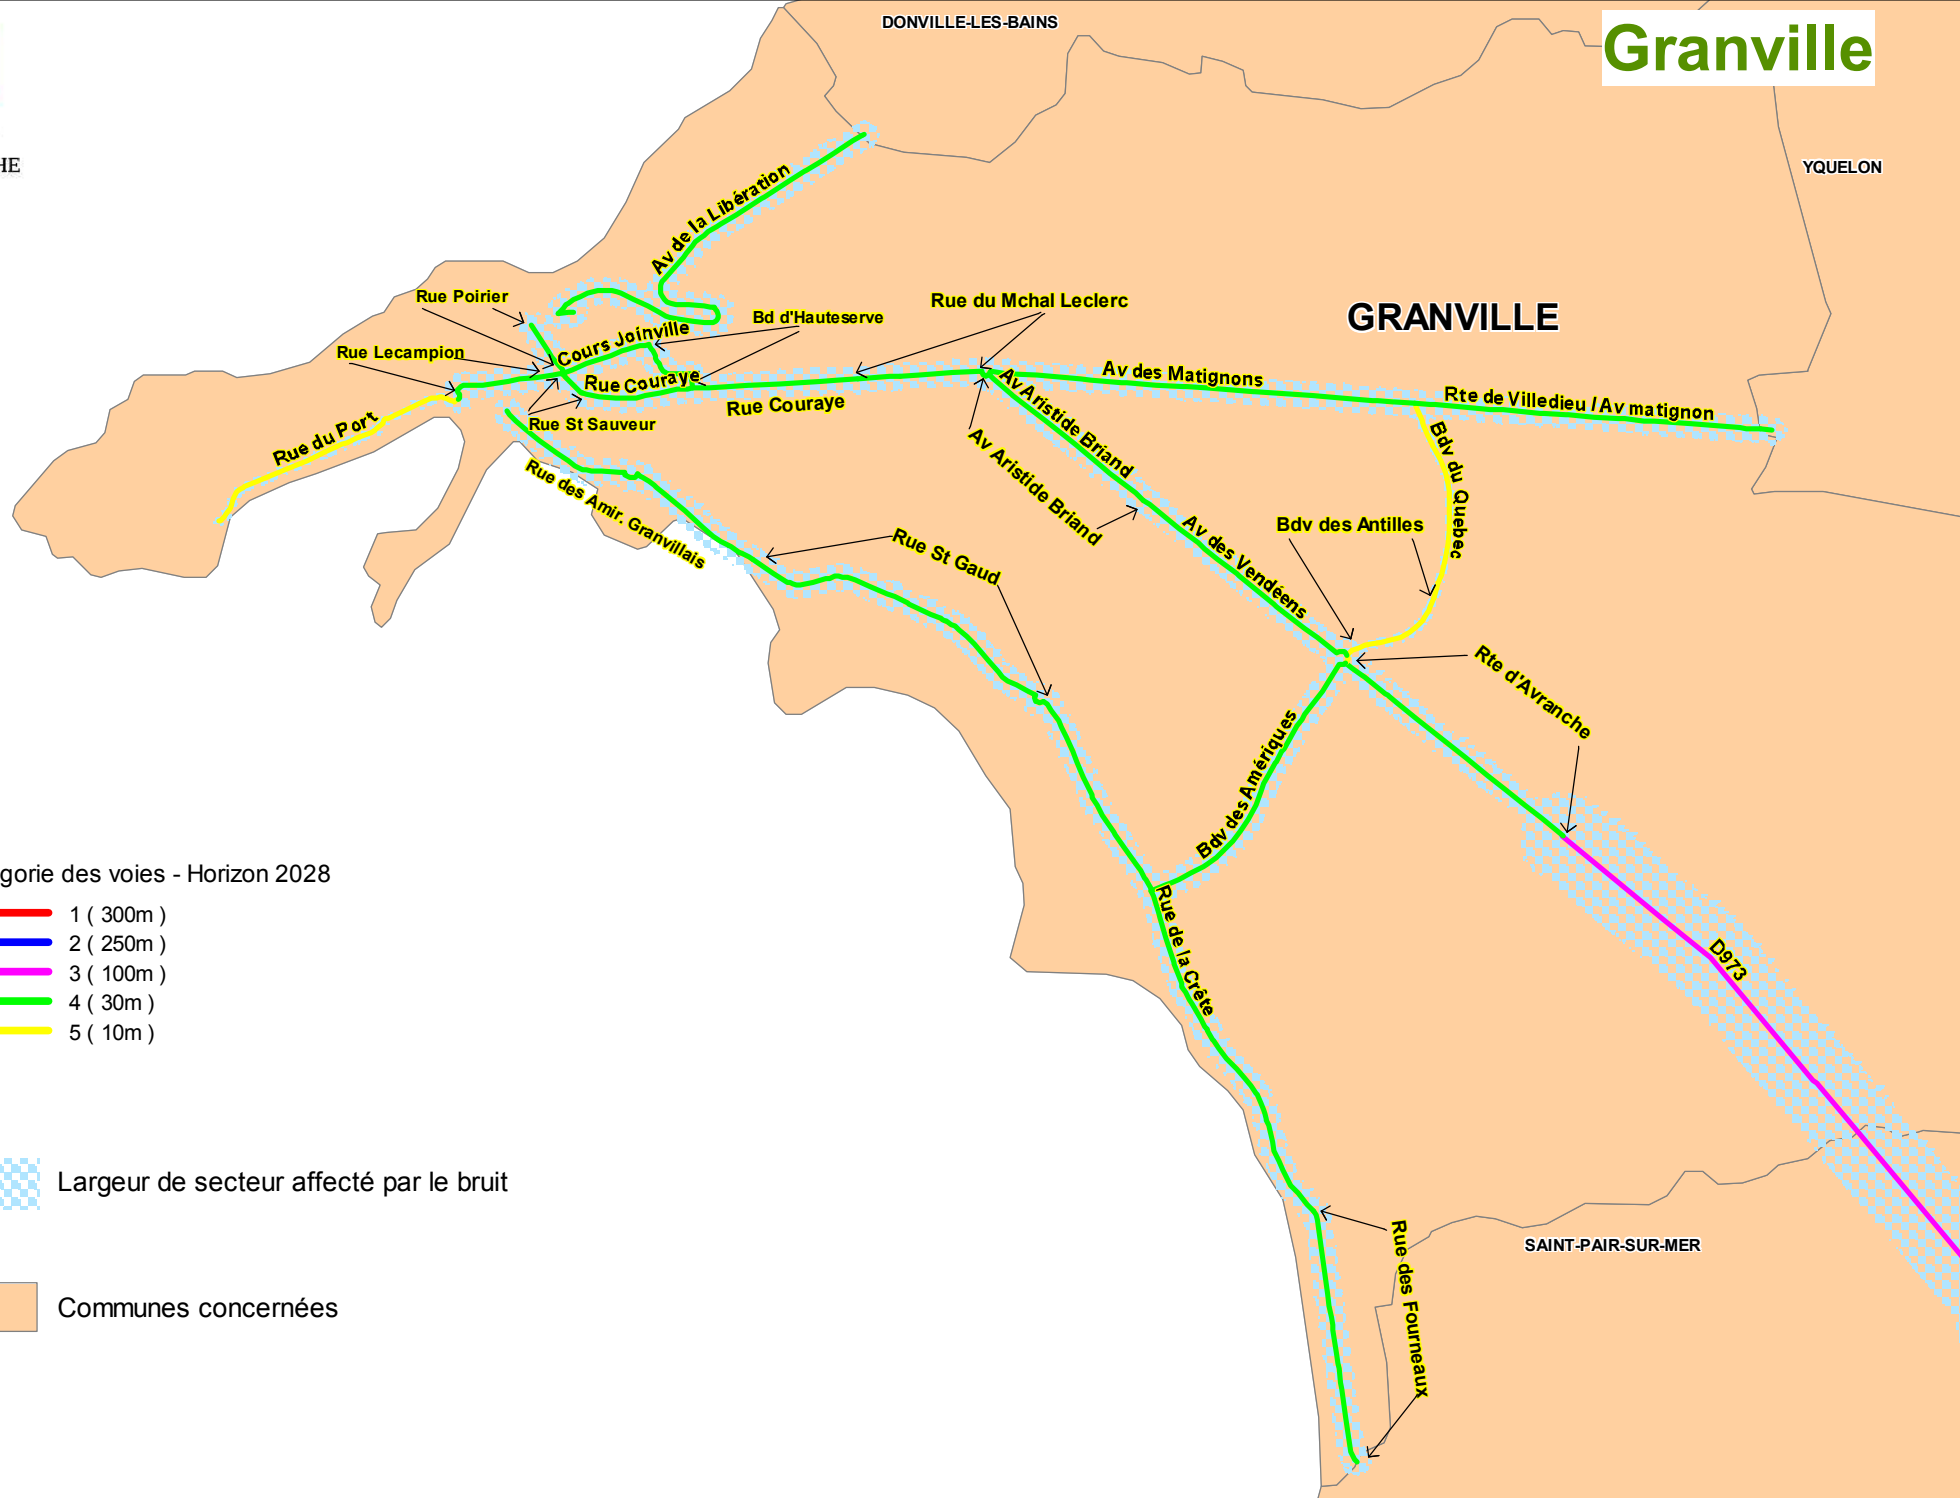 DONVILLE-LES-BAINS
Granville
HE
YQUELON
Av de la Libération
Rue Poirier
Bd d'Hauteserve
Rue du Mchal Leclerc
GRANVILLE
Rue Lecampion
Cours Joinville
Rue Couraye
Rue Couraye
Av des Matignons
Rte de Villedieu / Av matignon
Rue St Sauveur
Rue du Port
Av Aristide Briand
Av Aristide Briand
Bdv du Quebec
Rue des Amir. Granvillais
Rue St Gaud
Av des Vendéens
Bdv des Antilles
Rte d'Avranche
Bdv des Amériques
Rue de la Crête
D973
gorie des voies - Horizon 2028
1 ( 300m )
2 ( 250m )
3 ( 100m )
4 ( 30m )
5 ( 10m )
Largeur de secteur affecté par le bruit
Rue des Fourneaux
SAINT-PAIR-SUR-MER
Communes concernées